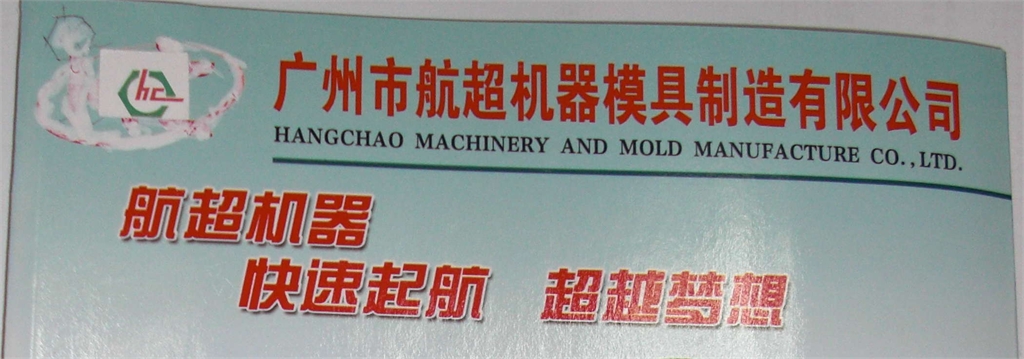 hc
广州市航超机器模具制造有限公司
HANGCHAO MACHINERY AND MOLD MANUFACTURE CO.,LTD.
航超机器
快速起航 超越梦想